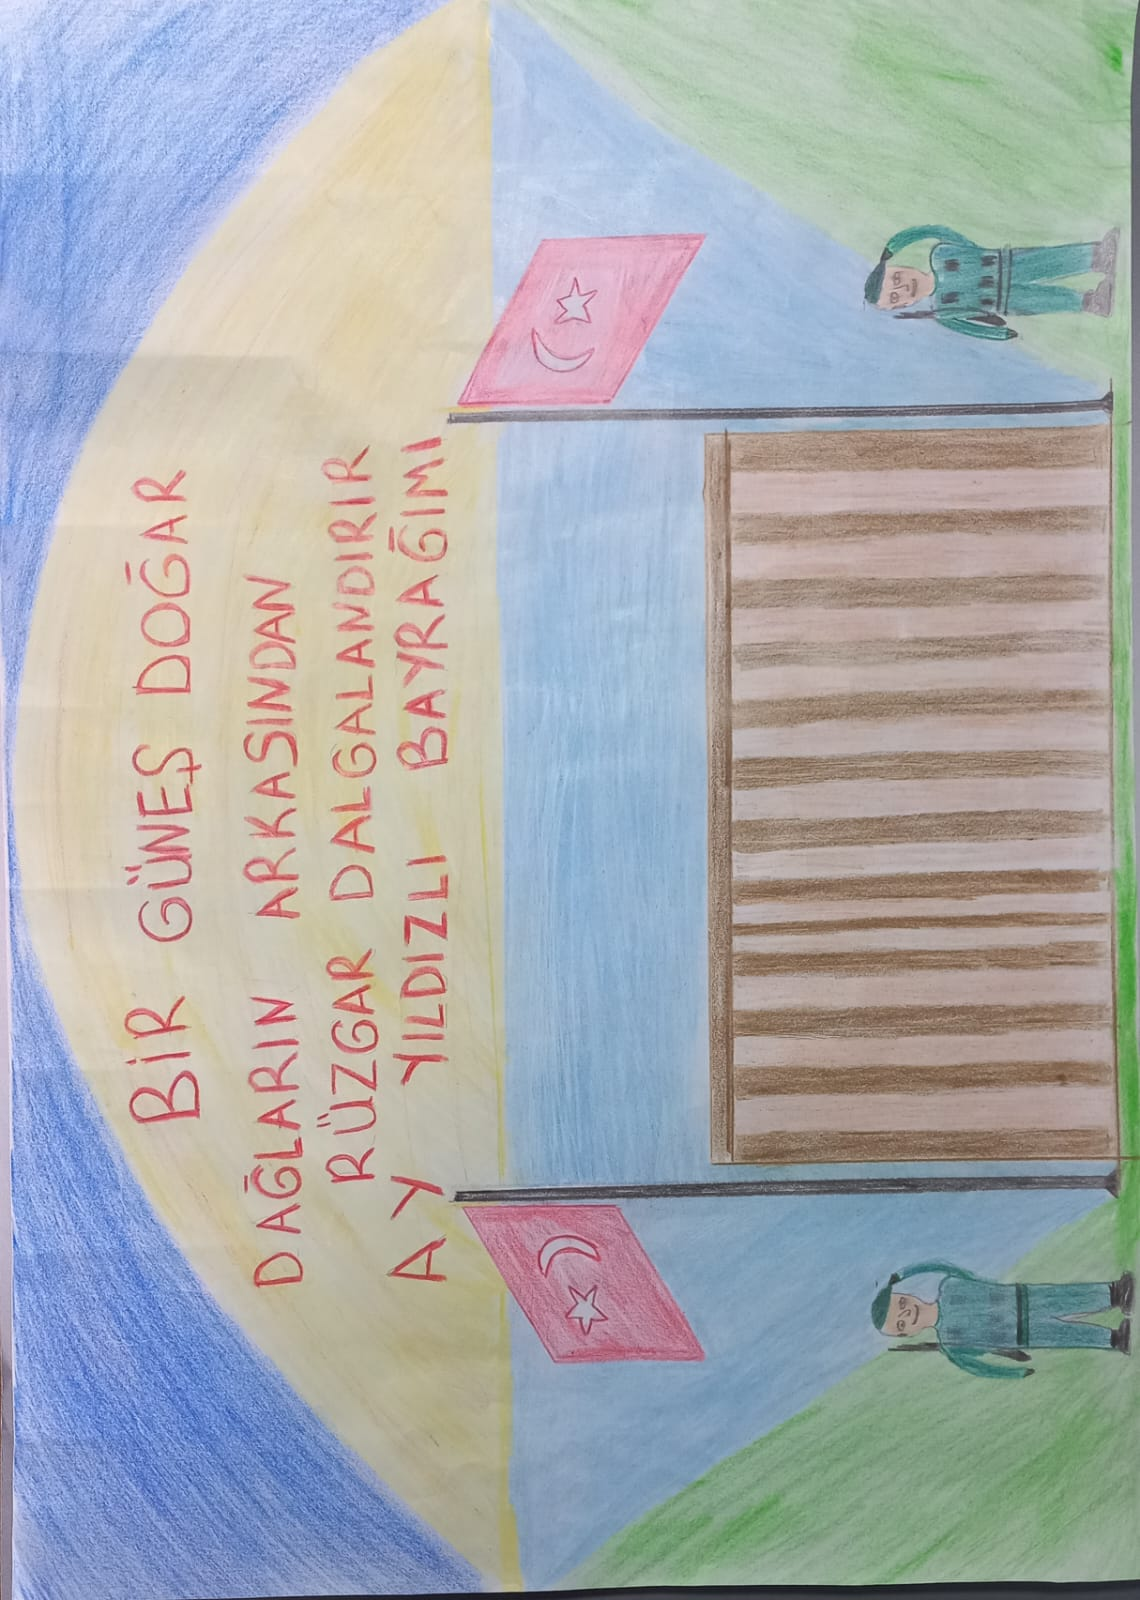 BİR GÜNEŞ DOĞAR
DAĞLARIN ARKASINDAN
RÜZGAR DALGALANDIRIR
AY YILDIZLI BAYRAĞIMI